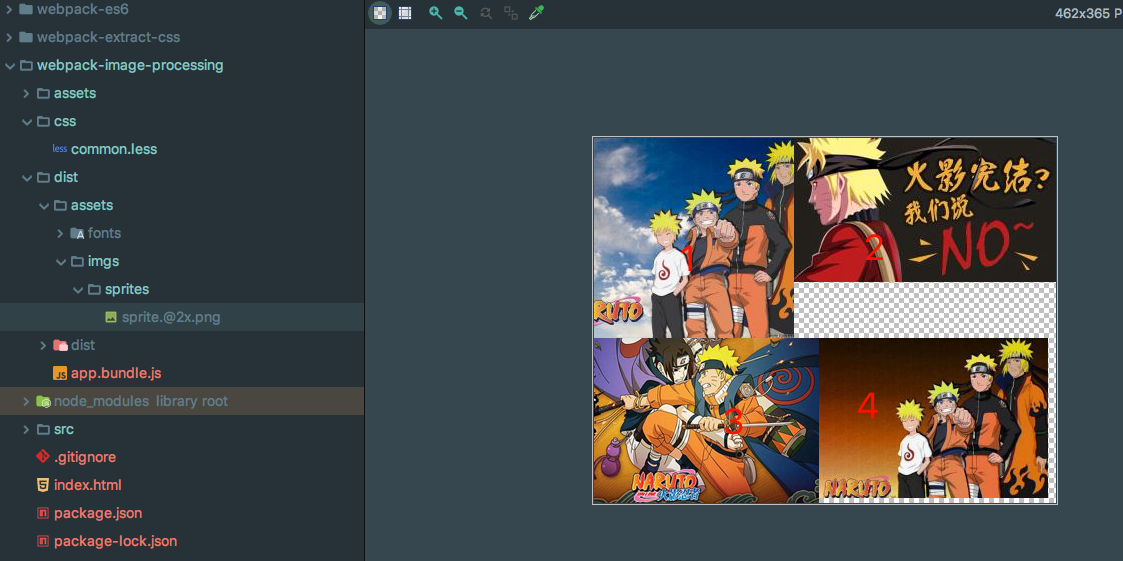 webpack-es6
webpack-extract-css
webpack-image-processing
assets
css
less common.less
dist
assets
A fonts
imgs
sprites
sprite.@2x.png
dist
JS app.bundle.js
node_modules library root
src
.gitignore
5 index.html
n package.json
n package-lock.json
462x365 P
1
NARUTO
火影完结?
我们说
NO~
2
3
NARUTO
4
NARUTO